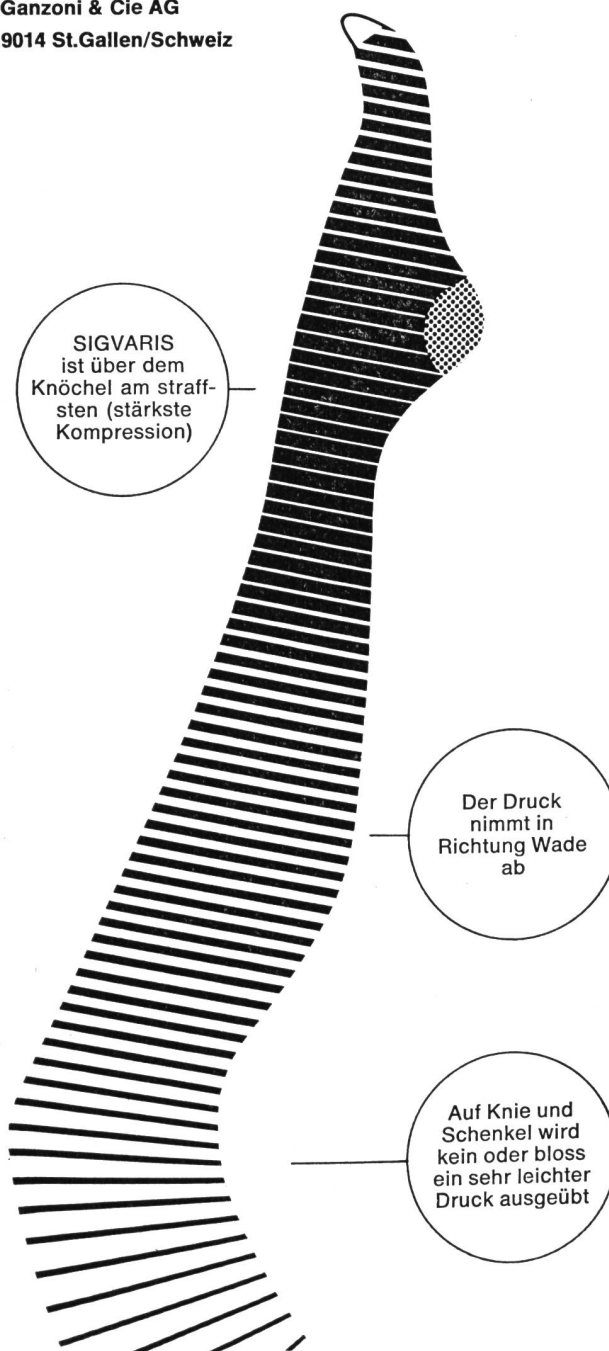 Ganzoni & Cie AG
9014 St.Gallen/Schweiz
SIGVARIS
ist über dem
Knöchel am straff-
sten (stärkste
Kompression)
Der Druck
nimmt in
Richtung Wade
ab
Auf Knie und
Schenkel wird
kein oder bloss
ein sehr leichter
Druck ausgeübt